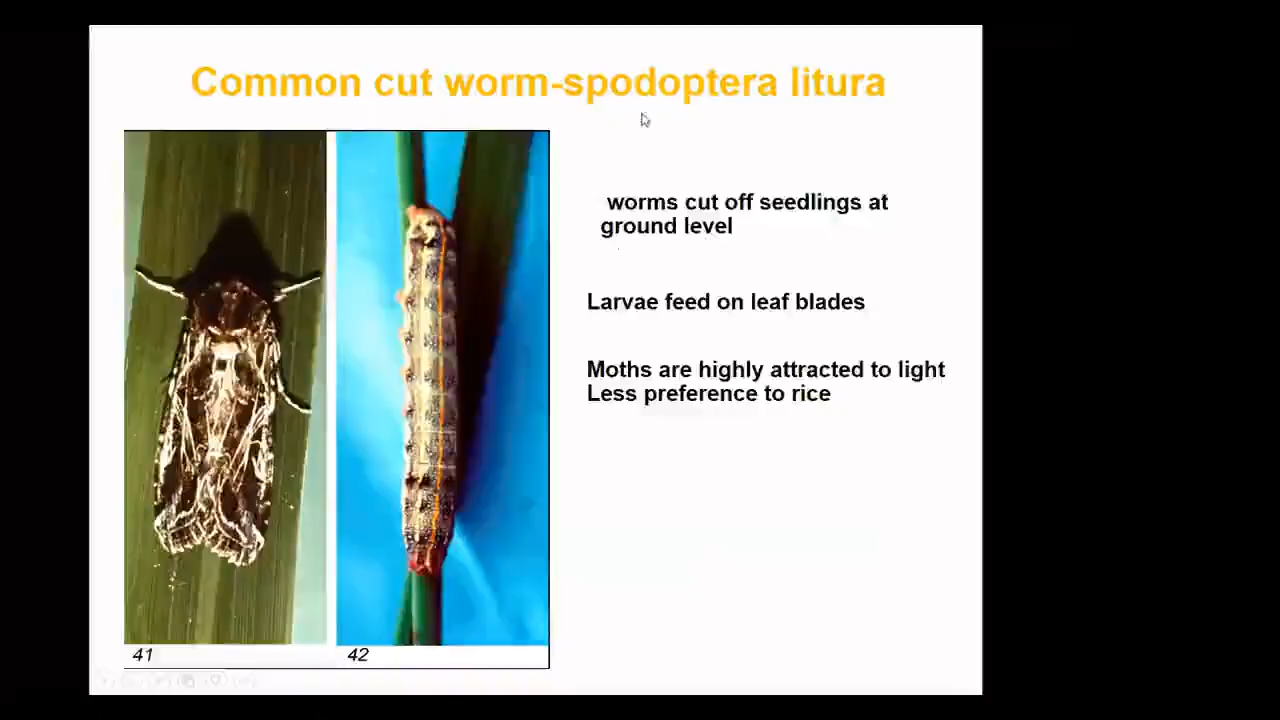 Common cut worm-spodoptera litura
worms cut off seedlings at
ground level
Larvae feed on leaf blades
Moths are highly attracted to light
Less preference to rice
41
42